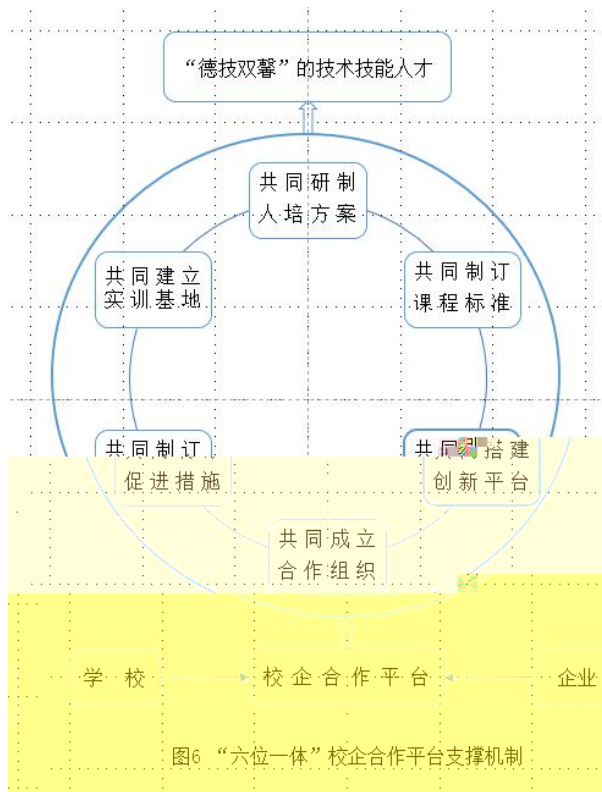 “德技双馨”的技术技能人才
共同研制
人培方案
共同建立
实训基地
共同制订
课程标准
共同制订
促进措施
共同搭建
创新平台
共同成立
合作组织
学校
校企合作平台
企业
图6 “六位一体”校企合作平台支撑机制